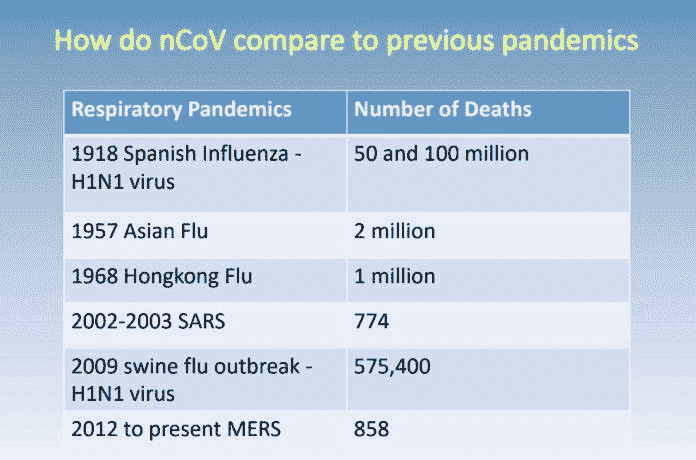 How do nCoV compare to previous pandemics
Respiratory Pandemics Number of Deaths
1918 Spanish Influenza - 50 and 100 million
H1N1 virus
1957 Asian Flu 2 million
1968 Hongkong Flu 1 million
2002-2003 SARS 774
2009 swine flu outbreak - 575,400
H1N1 virus
2012 to present MERS 858